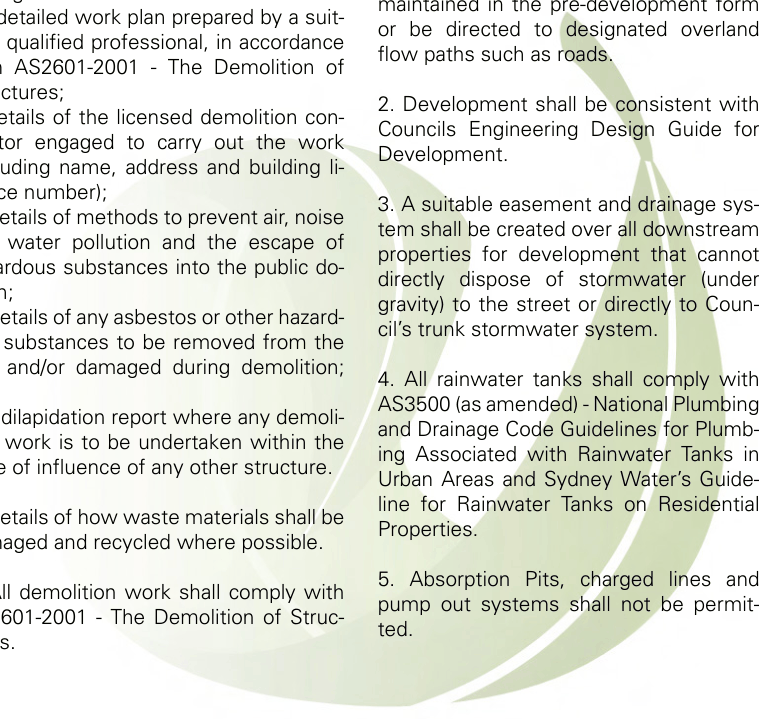 detailed work plan prepared by a suit-
qualified professional, in accordance
AS2601-2001 - The Demolition of
ctures;
etails of the licensed demolition con-
tor engaged to carry out the work
uding name, address and building li-
ce number);
etails of methods to prevent air, noise
water pollution and the escape of
ardous substances into the public do-
n;
etails of any asbestos or other hazard-
substances to be removed from the
and/or damaged during demolition;
dilapidation report where any demoli-
work is to be undertaken within the
e of influence of any other structure.
etails of how waste materials shall be
naged and recycled where possible.
ll demolition work shall comply with
601-2001 - The Demolition of Struc-
s.
maintained in the pre-development form
or be directed to designated overland
flow paths such as roads.
2. Development shall be consistent with
Councils Engineering Design Guide for
Development.
3. A suitable easement and drainage sys-
tem shall be created over all downstream
properties for development that cannot
directly dispose of stormwater (under
gravity) to the street or directly to Coun-
cil's trunk stormwater system.
4. All rainwater tanks shall comply with
AS3500 (as amended) - National Plumbing
and Drainage Code Guidelines for Plumb-
ing Associated with Rainwater Tanks in
Urban Areas and Sydney Water's Guide-
line for Rainwater Tanks on Residential
Properties.
5. Absorption Pits, charged lines and
pump out systems shall not be permit-
ted.